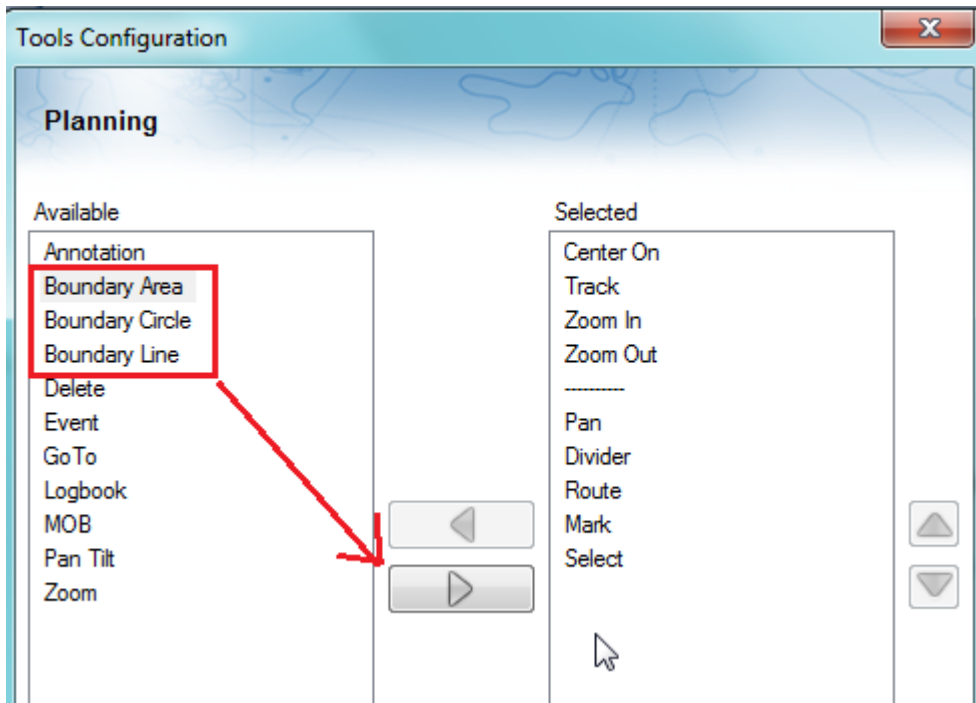 Tools Configuration
Planning
Available
Annotation
Boundary Area
Boundary Circle
Boundary Line
Delete
Event
GoTo
Logbook
MOB
Pan Tilt
Zoom
Selected
Center On
Track
Zoom In
Zoom Out
----------
Pan
Divider
Route
Mark
Select